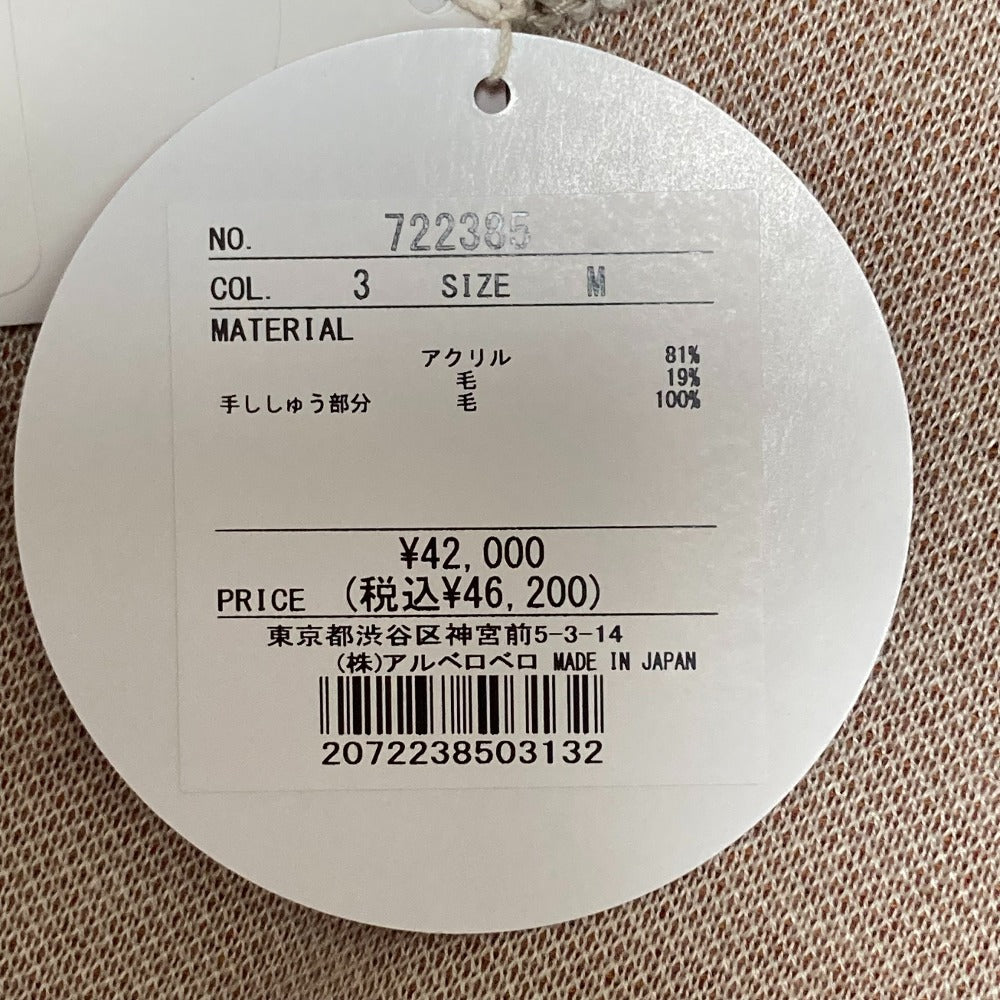 NO. 722385
COL. 3 SIZE M
MATERIAL
アクリル 81%
毛 19%
手ししゅう部分 毛 100%
¥42,000
PRICE (税込¥46,200)
東京都渋谷区神宮前5-3-14
(株)アルベロベロ MADE IN JAPAN
2072238503132